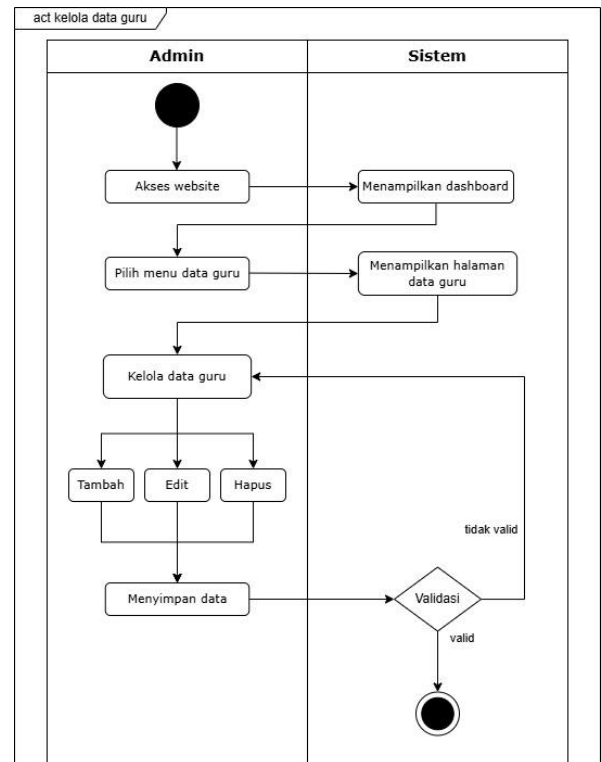 act kelola data guru
Admin
Sistem
Akses website
Menampilkan dashboard
Pilih menu data guru
Menampilkan halaman
data guru
Kelola data guru
Tambah
Edit
Hapus
tidak valid
Menyimpan data
Validasi
valid